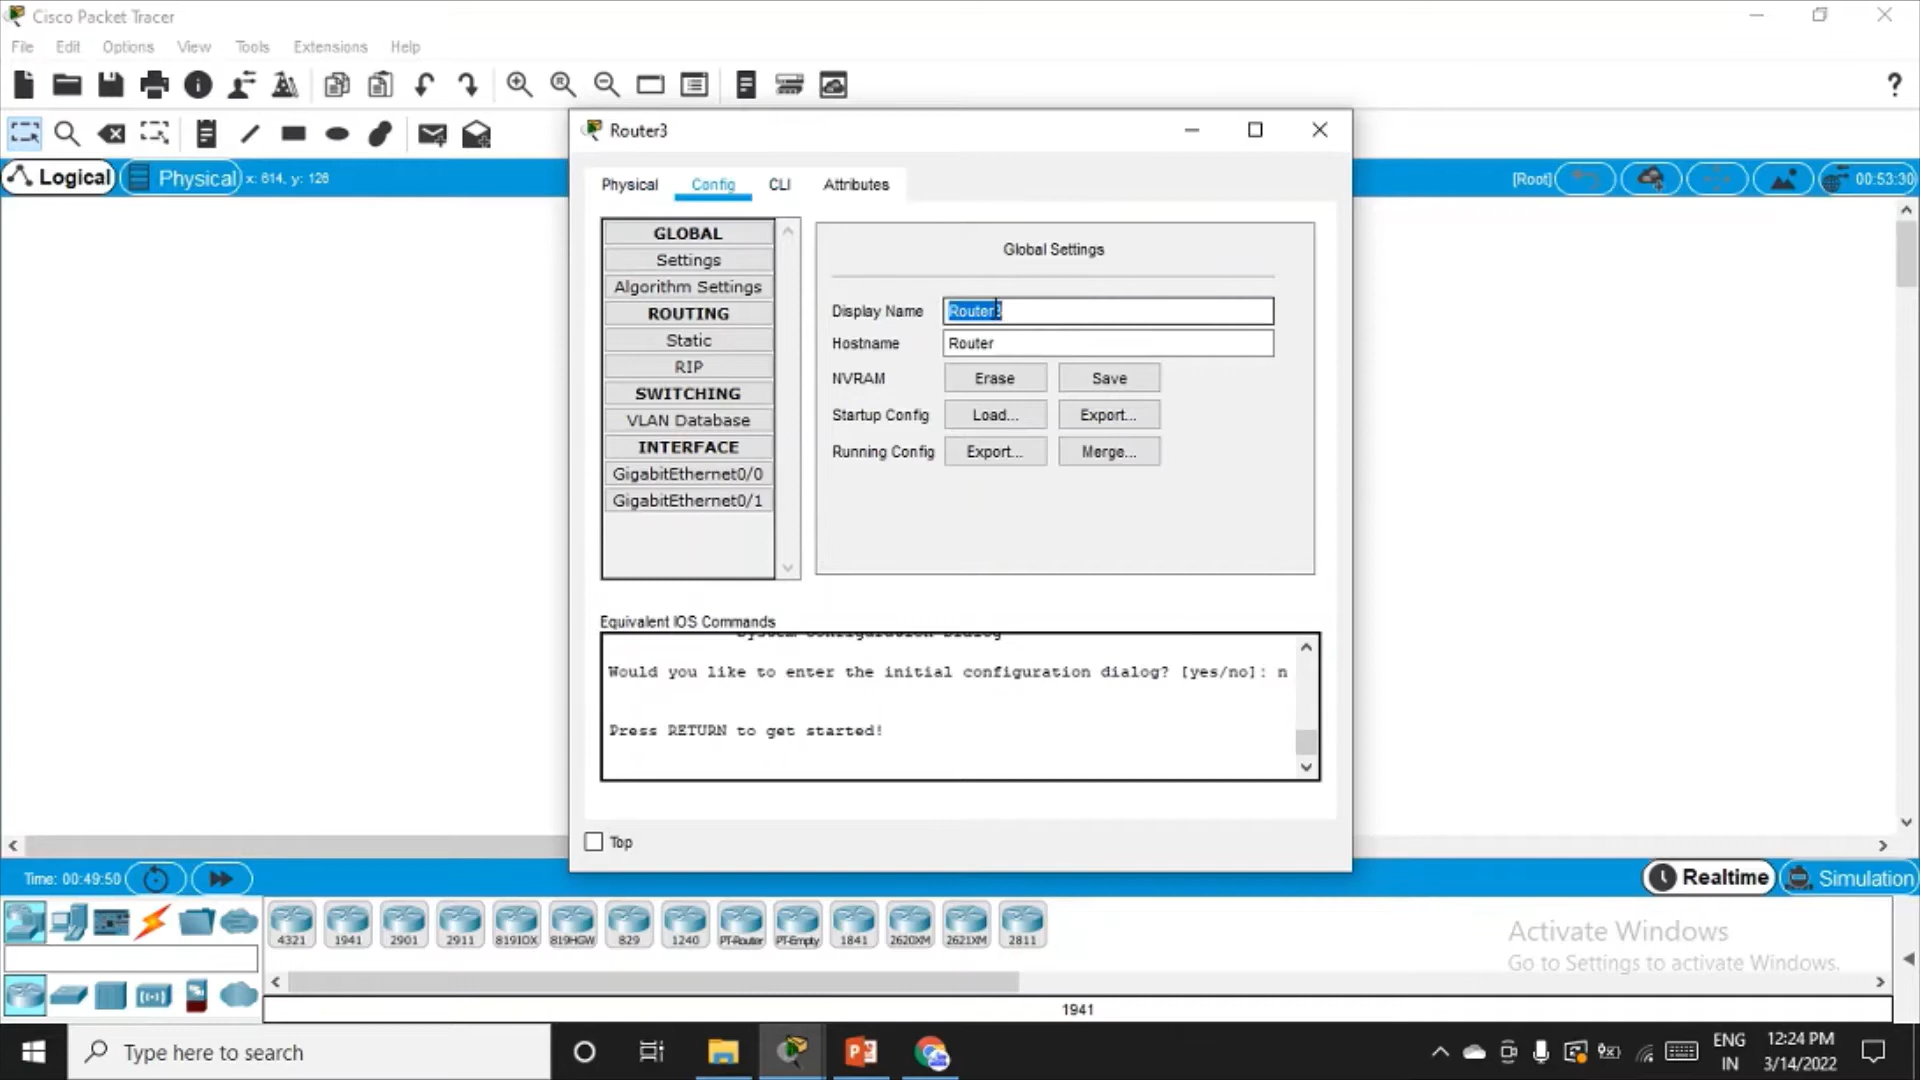 Cisco Packet Tracer
File Edit Options View Tools Extensions Help
Router3
Logical
Physical x: 614, y: 126
[Root]
00:53:30
Physical Config CLI Attributes
GLOBAL
Settings
Algorithm Settings
ROUTING
Static
RIP
SWITCHING
VLAN Database
INTERFACE
GigabitEthernet0/0
GigabitEthernet0/1
Global Settings
Display Name Router3
Hostname Router
NVRAM Erase Save
Startup Config Load... Export...
Running Config Export... Merge...
Equivalent IOS Commands
System Configuration Dialog
Would you like to enter the initial configuration dialog? [yes/no]: n
Press RETURN to get started!
Top
Time: 00:49:50
Realtime
Simulation
4321 1941 2901 2911 819IOX 819HGW 829 1240 PT-Router PT-Empty 1841 2620XM 2621XM 2811
Activate Windows
Go to Settings to activate Windows.
1941
Type here to search
ENG
IN
12:24 PM
3/14/2022